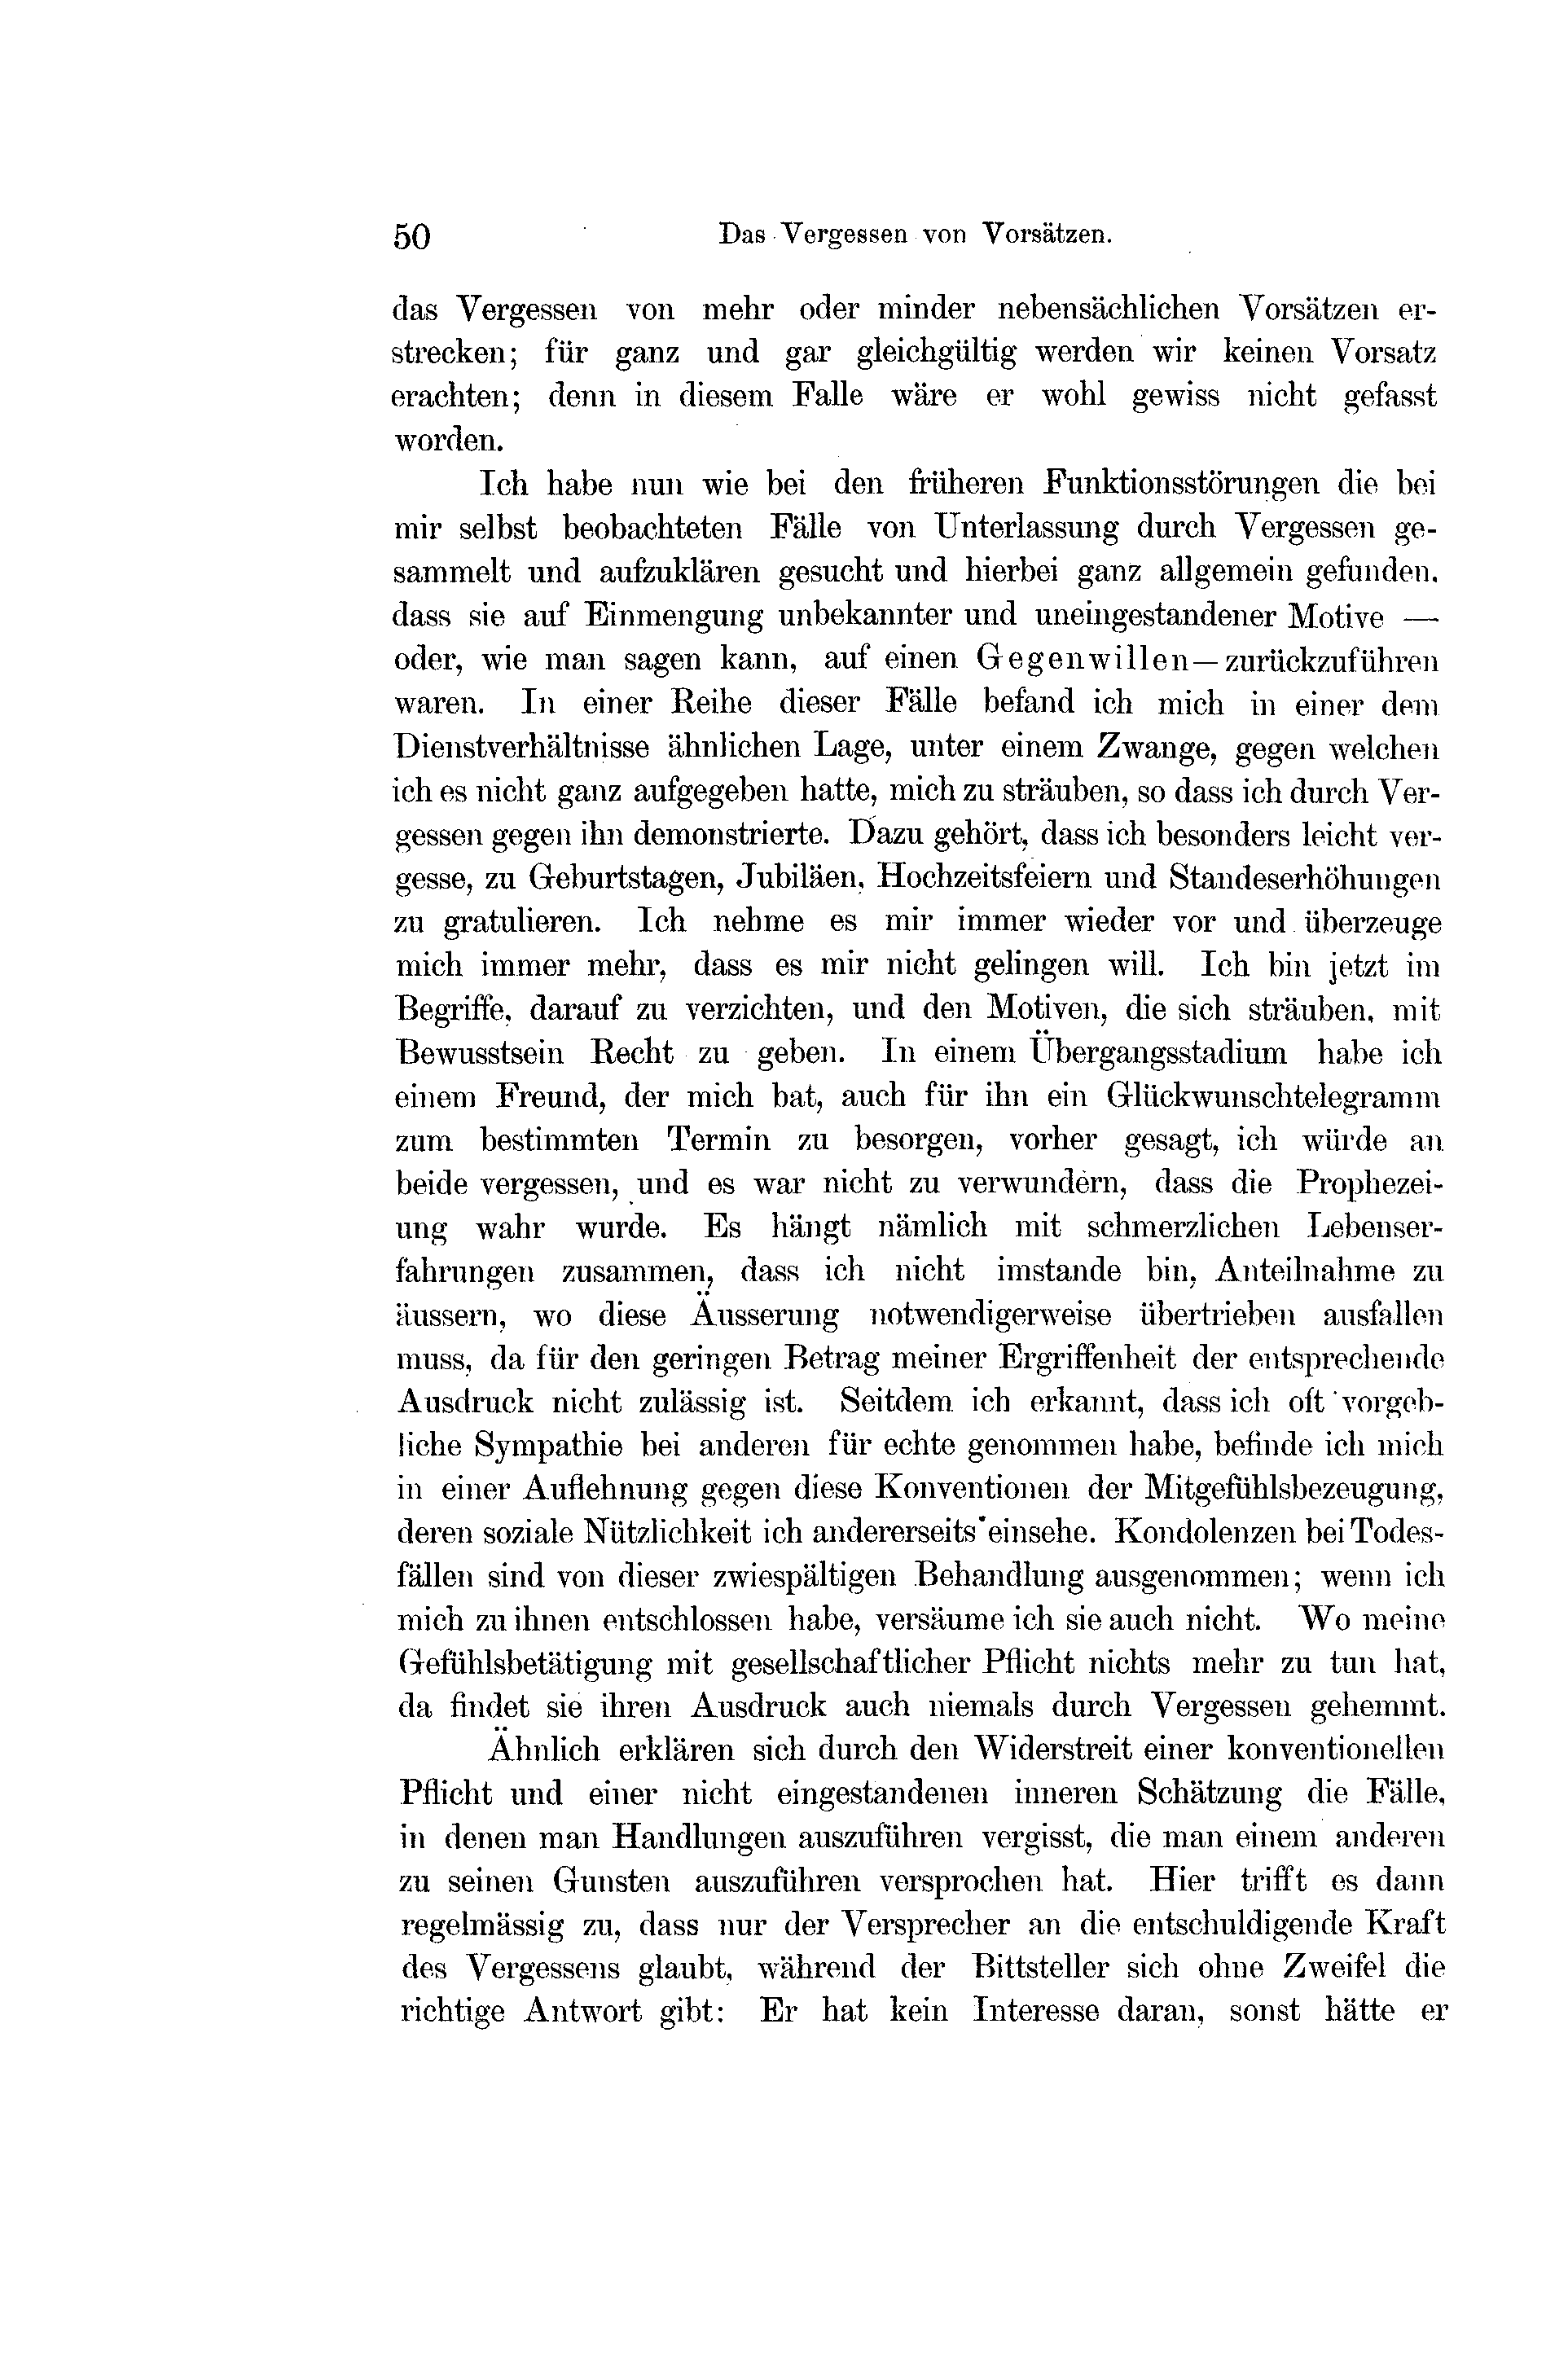 50 Das Vergessen von Vorsätzen.
das Vergessen von mehr oder minder nebensächlichen Vorsätzen er-
strecken; für ganz und gar gleichgültig werden wir keinen Vorsatz
erachten; denn in diesem Falle wäre er wohl gewiss nicht gefasst
worden.
Ich habe nun wie bei den früheren Funktionsstörungen die bei
mir selbst beobachteten Fälle von Unterlassung durch Vergessen ge-
sammelt und aufzuklären gesucht und hierbei ganz allgemein gefunden,
dass sie auf Einmengung unbekannter und uneingestandener Motive —
oder, wie man sagen kann, auf einen Gegenwillen — zurückzuführen
waren. In einer Reihe dieser Fälle befand ich mich in einer dem
Dienstverhältnisse ähnlichen Lage, unter einem Zwange, gegen welchen
ich es nicht ganz aufgegeben hatte, mich zu sträuben, so dass ich durch Ver-
gessen gegen ihn demonstrierte. Dazu gehört, dass ich besonders leicht ver-
gesse, zu Geburtstagen, Jubiläen, Hochzeitsfeiern und Standeserhöhungen
zu gratulieren. Ich nehme es mir immer wieder vor und überzeuge
mich immer mehr, dass es mir nicht gelingen will. Ich bin jetzt im
Begriffe, darauf zu verzichten, und den Motiven, die sich sträuben, mit
Bewusstsein Recht zu geben. In einem Übergangsstadium habe ich
einem Freund, der mich bat, auch für ihn ein Glückwunschtelegramm
zum bestimmten Termin zu besorgen, vorher gesagt, ich würde an
beide vergessen, und es war nicht zu verwundern, dass die Prophezei-
ung wahr wurde. Es hängt nämlich mit schmerzlichen Lebenser-
fahrungen zusammen, dass ich nicht imstande bin, Anteilnahme zu
äussern, wo diese Äusserung notwendigerweise übertrieben ausfallen
muss, da für den geringen Betrag meiner Ergriffenheit der entsprechende
Ausdruck nicht zulässig ist. Seitdem ich erkannt, dass ich oft vorgeb-
liche Sympathie bei anderen für echte genommen habe, befinde ich mich
in einer Auflehnung gegen diese Konventionen der Mitgefühlsbezeugung,
deren soziale Nützlichkeit ich andererseits einsehe. Kondolenzen bei Todes-
fällen sind von dieser zwiespältigen Behandlung ausgenommen; wenn ich
mich zu ihnen entschlossen habe, versäume ich sie auch nicht. Wo meine
Gefühlsbetätigung mit gesellschaftlicher Pflicht nichts mehr zu tun hat,
da findet sie ihren Ausdruck auch niemals durch Vergessen gehemmt.
Ähnlich erklären sich durch den Widerstreit einer konventionellen
Pflicht und einer nicht eingestandenen inneren Schätzung die Fälle,
in denen man Handlungen auszuführen vergisst, die man einem anderen
zu seinen Gunsten auszuführen versprochen hat. Hier trifft es dann
regelmässig zu, dass nur der Versprecher an die entschuldigende Kraft
des Vergessens glaubt, während der Bittsteller sich ohne Zweifel die
richtige Antwort gibt: Er hat kein Interesse daran, sonst hätte er